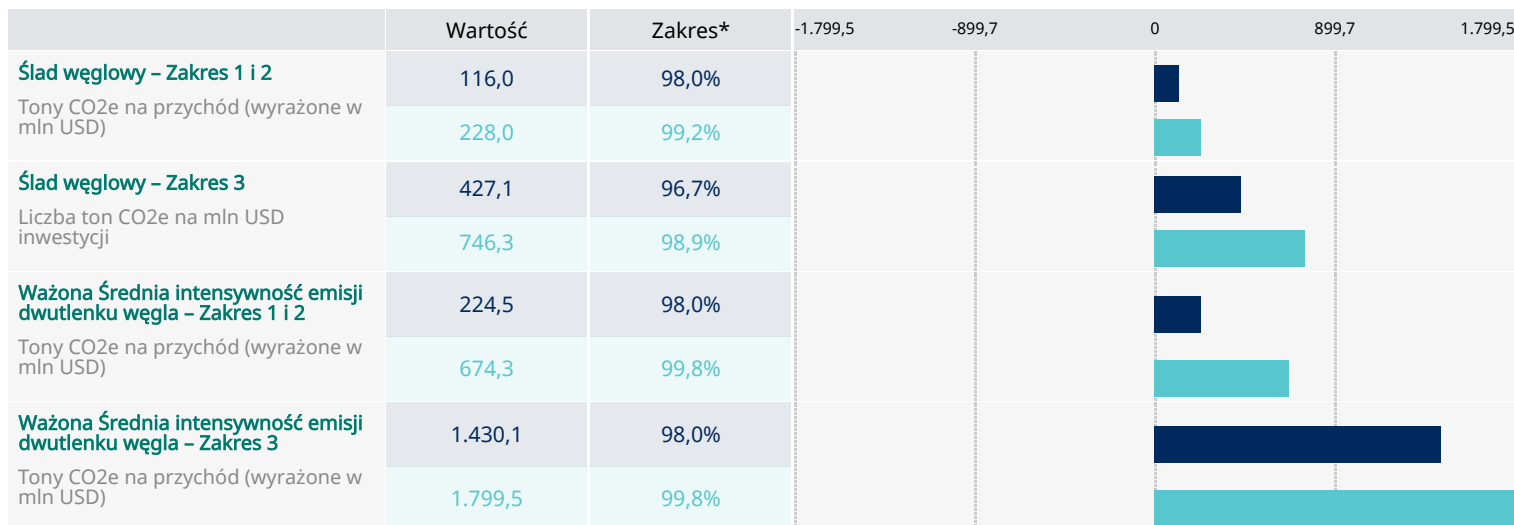 Wartość Zakres* -1.799,5 -899,7 0 899,7 1.799,5
Ślad węglowy – Zakres 1 i 2
Tony CO2e na przychód (wyrażone w
mln USD)
116,0 98,0%
228,0 99,2%
Ślad węglowy – Zakres 3
Liczba ton CO2e na mln USD
inwestycji
427,1 96,7%
746,3 98,9%
Ważona Średnia intensywność emisji
dwutlenku węgla – Zakres 1 i 2
Tony CO2e na przychód (wyrażone w
mln USD)
224,5 98,0%
674,3 99,8%
Ważona Średnia intensywność emisji
dwutlenku węgla – Zakres 3
Tony CO2e na przychód (wyrażone w
mln USD)
1.430,1 98,0%
1.799,5 99,8%